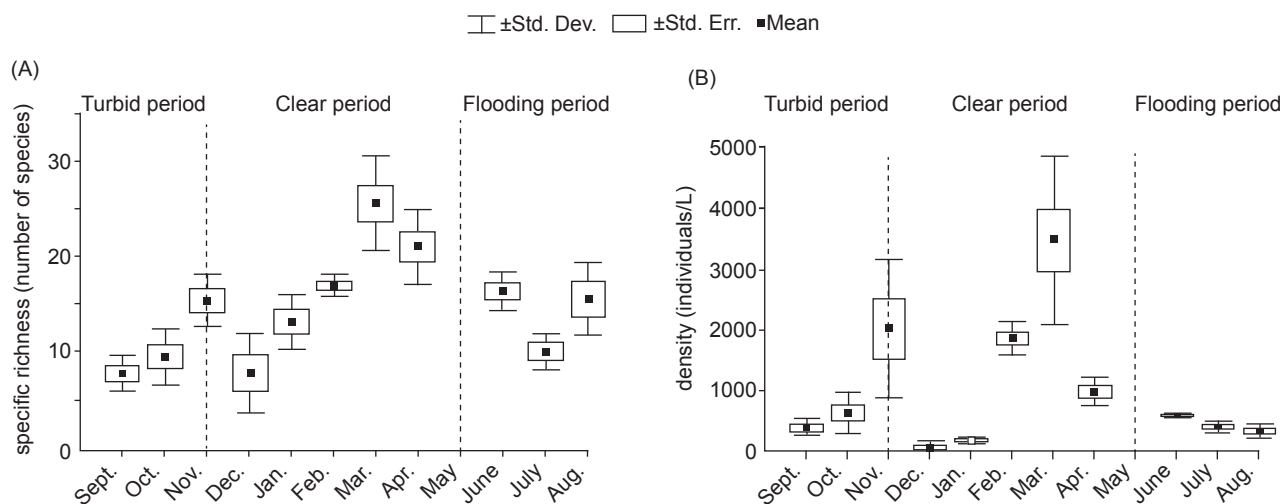 ±Std. Dev. ±Std. Err. Mean
(A)
Turbid period Clear period Flooding period
specific richness (number of species)
30
20
10
0
Sept. Oct. Nov. Dec. Jan. Feb. Mar. Apr. May June July Aug.
(B)
Turbid period Clear period Flooding period
density (individuals/L)
5000
4000
3000
2000
1000
500
0
Sept. Oct. Nov. Dec. Jan. Feb. Mar. Apr. May June July Aug.